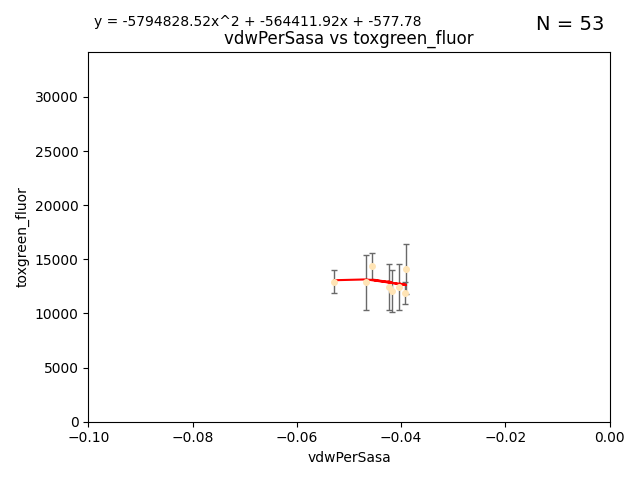 y = -5794828.52x^2 + -564411.92x + -577.78
N = 53
vdwPerSasa vs toxgreen_fluor
30000
25000
20000
15000
10000
5000
0
toxgreen_fluor
−0.10 −0.08 −0.06 −0.04 −0.02 0.00
vdwPerSasa